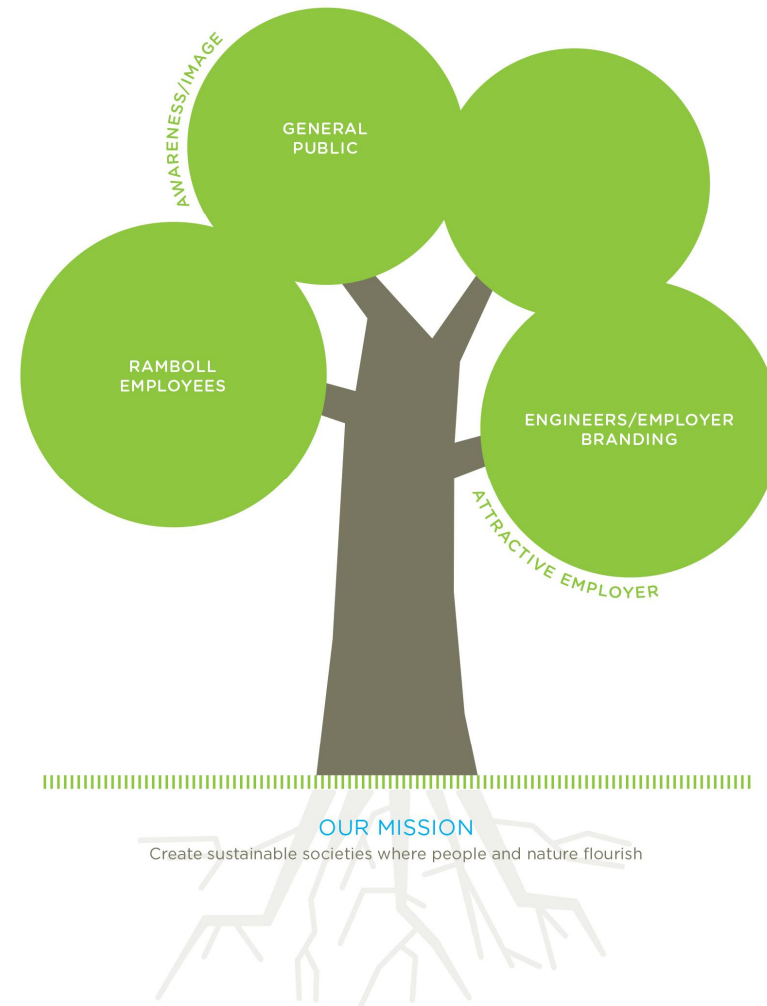 AWARENESS/IMAGE
GENERAL
PUBLIC
RAMBOLL
EMPLOYEES
ENGINEERS/EMPLOYER
BRANDING
ATTRACTIVE EMPLOYER
OUR MISSION
Create sustainable societies where people and nature flourish